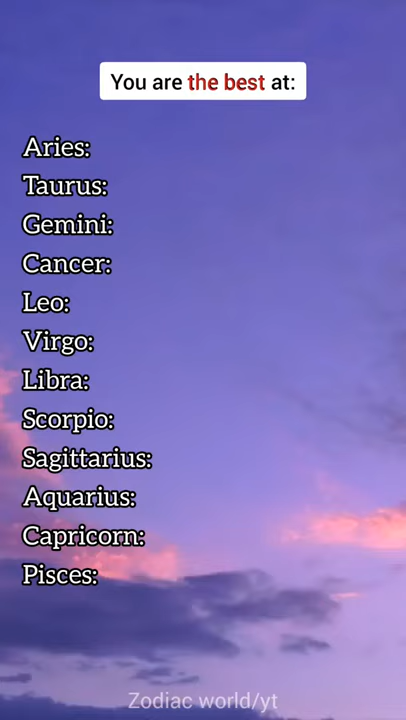 You are the best at:
Aries:
Taurus:
Gemini:
Cancer:
Leo:
Virgo:
Libra:
Scorpio:
Sagittarius:
Aquarius:
Capricorn:
Pisces:
Zodiac world/yt